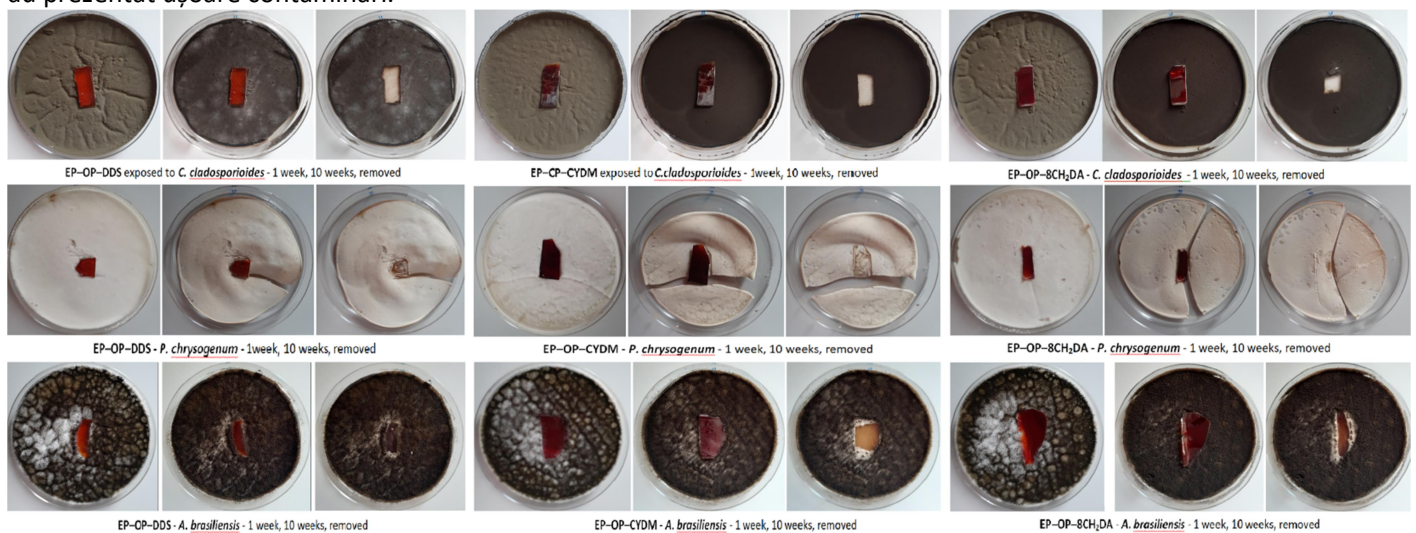 au prezentat ușoare contaminări.
EP–OP–DDS exposed to C. cladosporioides - 1 week, 10 weeks, removed
EP–CP–CYDM exposed to C.cladosporioides - 1week, 10 weeks, removed
EP–OP–8CH₂DA - C. cladosporioides - 1 week, 10 weeks, removed
EP–OP–DDS - P. chrysogenum - 1week, 10 weeks, removed
EP–OP–CYDM - P. chrysogenum - 1 week, 10 weeks, removed
EP–OP–8CH₂DA - P. chrysogenum - 1 week, 10 weeks, removed
EP–OP–DDS - A. brasiliensis - 1 week, 10 weeks, removed
EP–OP–CYDM - A. brasiliensis - 1 week, 10 weeks, removed
EP–OP–8CH₂DA - A. brasiliensis - 1 week, 10 weeks, removed